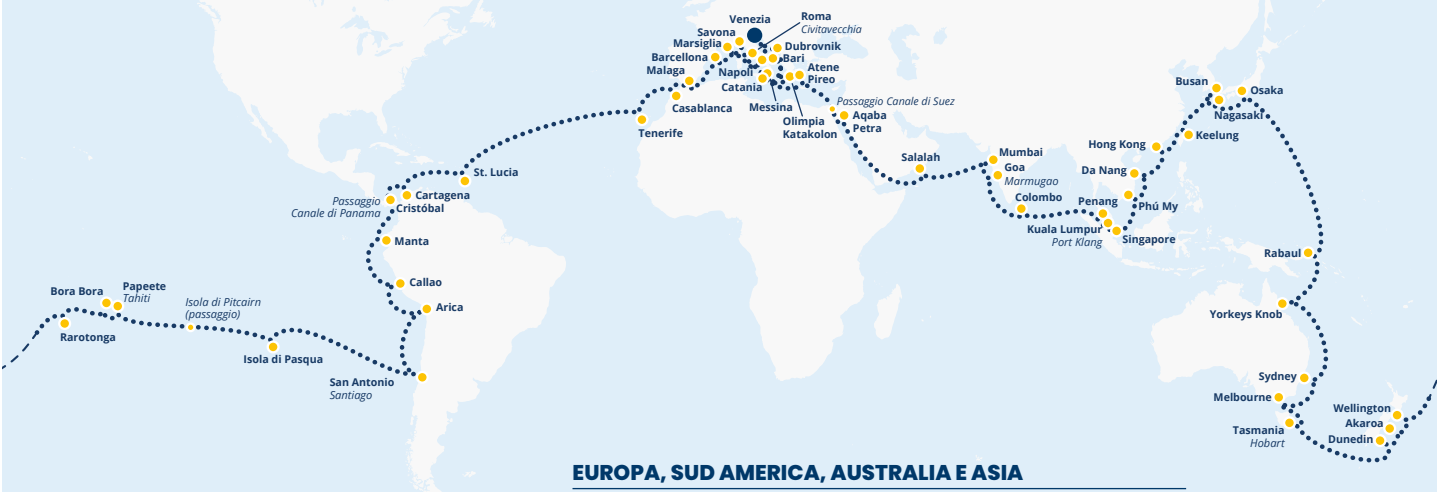 Venezia
Roma
Civitavecchia
Savona
Marsiglia
Dubrovnik
Barcellona
Bari
Malaga
Napoli
Atene
Pireo
Catania
Casablanca
Messina
Passaggio Canale di Suez
Olimpia
Katakolon
Aqaba
Petra
Tenerife
Busan
Osaka
Nagasaki
Keelung
Hong Kong
Salalah
Mumbai
Goa
Marmugao
Da Nang
Colombo
Penang
Phú My
Kuala Lumpur
Port Klang
Singapore
St. Lucia
Cartagena
Passaggio
Canale di Panama
Cristóbal
Manta
Rabaul
Callao
Bora Bora
Papeete
Tahiti
Isola di Pitcairn
(passaggio)
Arica
Yorkeys Knob
Rarotonga
Isola di Pasqua
San Antonio
Santiago
Sydney
Melbourne
Tasmania
Hobart
Wellington
Akaroa
Dunedin
EUROPA, SUD AMERICA, AUSTRALIA E ASIA